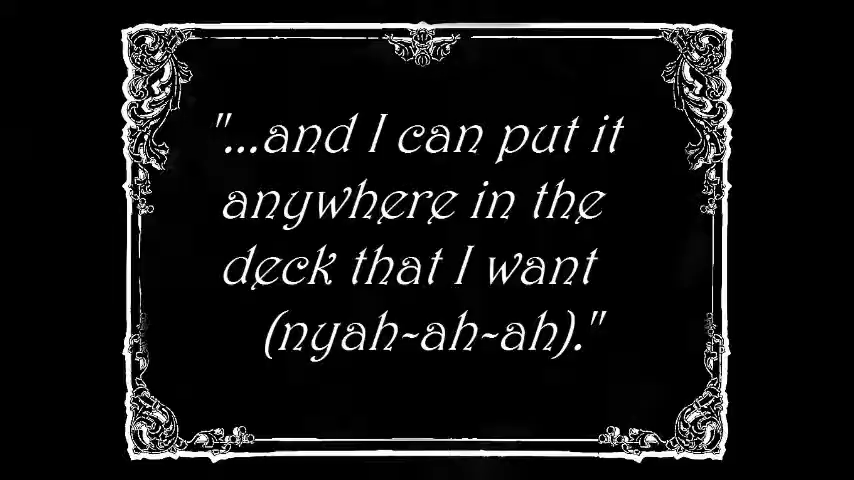 "...and I can put it
anywhere in the
deck that I want
(nyah-ah-ah)."